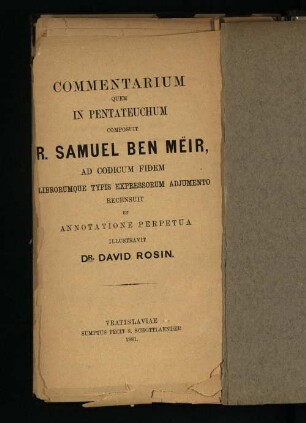 COMMENTARIUM
QUEM
IN PENTATEUCHUM
COMPOSUIT
R. SAMUEL BEN MËIR,
AD CODICUM FIDEM
LIBRORUMQUE TYPIS EXPRESSORUM ADJUMENTO
RECENSUIT
ET
ANNOTATIONE PERPETUA
ILLUSTRAVIT
DR. DAVID ROSIN.
VRATISLAVIAE
SUMPTUS FECIT S. SCHOTTLAENDER
1881.